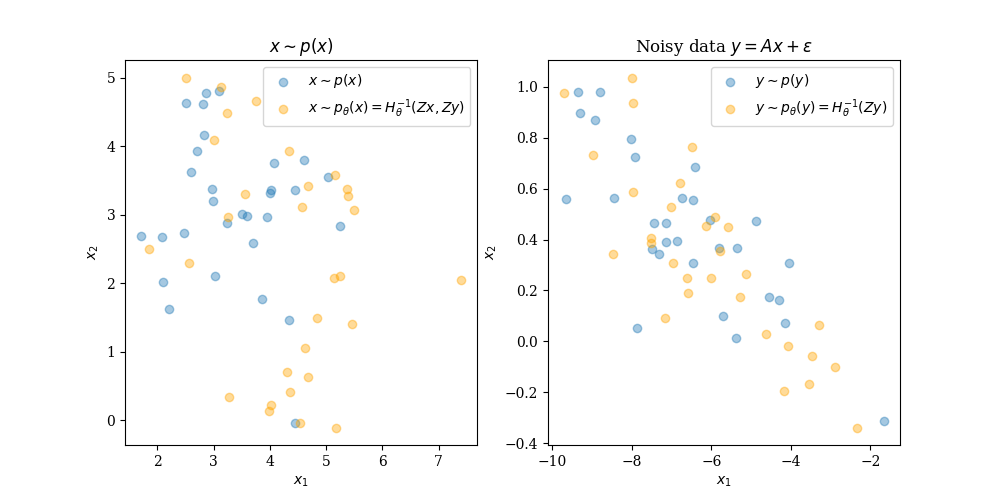 x ∼ p(x)
Noisy data y = Ax + ε
x ∼ p(x)
x ∼ p_θ(x) = H_θ^{-1}(Zx, Zy)
y ∼ p(y)
y ∼ p_θ(y) = H_θ^{-1}(Zy)
5
4
3
2
1
0
x_2
2
3
4
5
6
7
x_1
1.0
0.8
0.6
0.4
0.2
0.0
−0.2
−0.4
x_2
−10
−8
−6
−4
−2
x_1